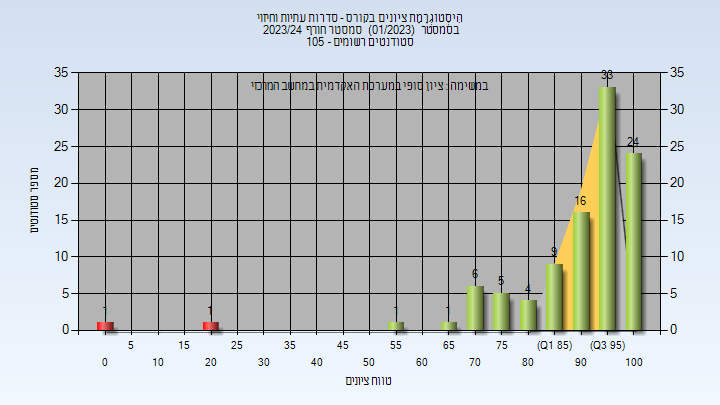 היסטוגרמת ציונים בקורס - סדרות עתיות וחיזוי
בסמסטר (01/2023) סמסטר חורף 2023/24
סטודנטים רשומים - 105
במשימה : ציון סופי במערכת האקדמית במחשב המרכזי
מספר סטודנטים
35 30 25 20 15 10 5 0
1 1 1 1 6 5 4 9 16 33 24
35 30 25 20 15 10 5 0
5 15 25 35 45 55 65 75 (Q1 85) (Q3 95)
0 10 20 30 40 50 60 70 80 90 100
טווח ציונים